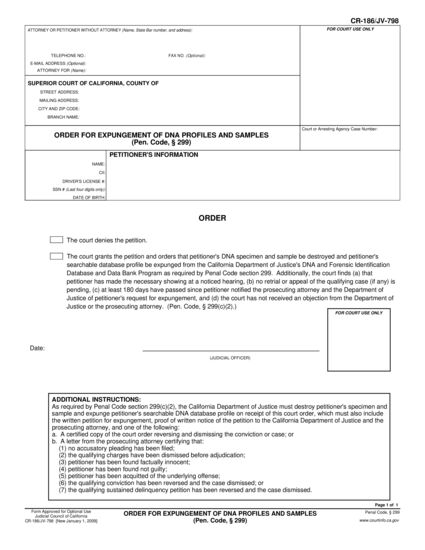 CR-186/JV-798
ATTORNEY OR PETITIONER WITHOUT ATTORNEY (Name, State Bar number, and address):
FOR COURT USE ONLY
TELEPHONE NO.: FAX NO. (Optional):
E-MAIL ADDRESS (Optional):
ATTORNEY FOR (Name):
SUPERIOR COURT OF CALIFORNIA, COUNTY OF
STREET ADDRESS:
MAILING ADDRESS:
CITY AND ZIP CODE:
BRANCH NAME:
ORDER FOR EXPUNGEMENT OF DNA PROFILES AND SAMPLES
(Pen. Code, § 299)
Court or Arresting Agency Case Number:
PETITIONER'S INFORMATION
NAME:
CII:
DRIVER'S LICENSE #:
SSN # (Last four digits only):
DATE OF BIRTH:
ORDER
The court denies the petition.
The court grants the petition and orders that petitioner's DNA specimen and sample be destroyed and petitioner's
searchable database profile be expunged from the California Department of Justice's DNA and Forensic Identification
Database and Data Bank Program as required by Penal Code section 299. Additionally, the court finds (a) that
petitioner has made the necessary showing at a noticed hearing, (b) no retrial or appeal of the qualifying case (if any) is
pending, (c) at least 180 days have passed since petitioner notified the prosecuting attorney and the Department of
Justice of petitioner's request for expungement, and (d) the court has not received an objection from the Department of
Justice or the prosecuting attorney. (Pen. Code, § 299(c)(2).)
FOR COURT USE ONLY
Date:
(JUDICIAL OFFICER)
ADDITIONAL INSTRUCTIONS:
As required by Penal Code section 299(c)(2), the California Department of Justice must destroy petitioner's specimen and
sample and expunge petitioner's searchable DNA database profile on receipt of this court order, which must also include
the written petition for expungement, proof of written notice of the petition to the California Department of Justice and the
prosecuting attorney, and one of the following:
a. A certified copy of the court order reversing and dismissing the conviction or case; or
b. A letter from the prosecuting attorney certifying that:
(1) no accusatory pleading has been filed;
(2) the qualifying charges have been dismissed before adjudication;
(3) petitioner has been found factually innocent;
(4) petitioner has been found not guilty;
(5) petitioner has been acquitted of the underlying offense;
(6) the qualifying conviction has been reversed and the case dismissed; or
(7) the qualifying sustained delinquency petition has been reversed and the case dismissed.
Page 1 of 1
Form Approved for Optional Use
Judicial Council of California
CR-186/JV-798 [New January 1, 2009]
ORDER FOR EXPUNGEMENT OF DNA PROFILES AND SAMPLES
(Pen. Code, § 299)
Penal Code, § 299
www.courtinfo.ca.gov